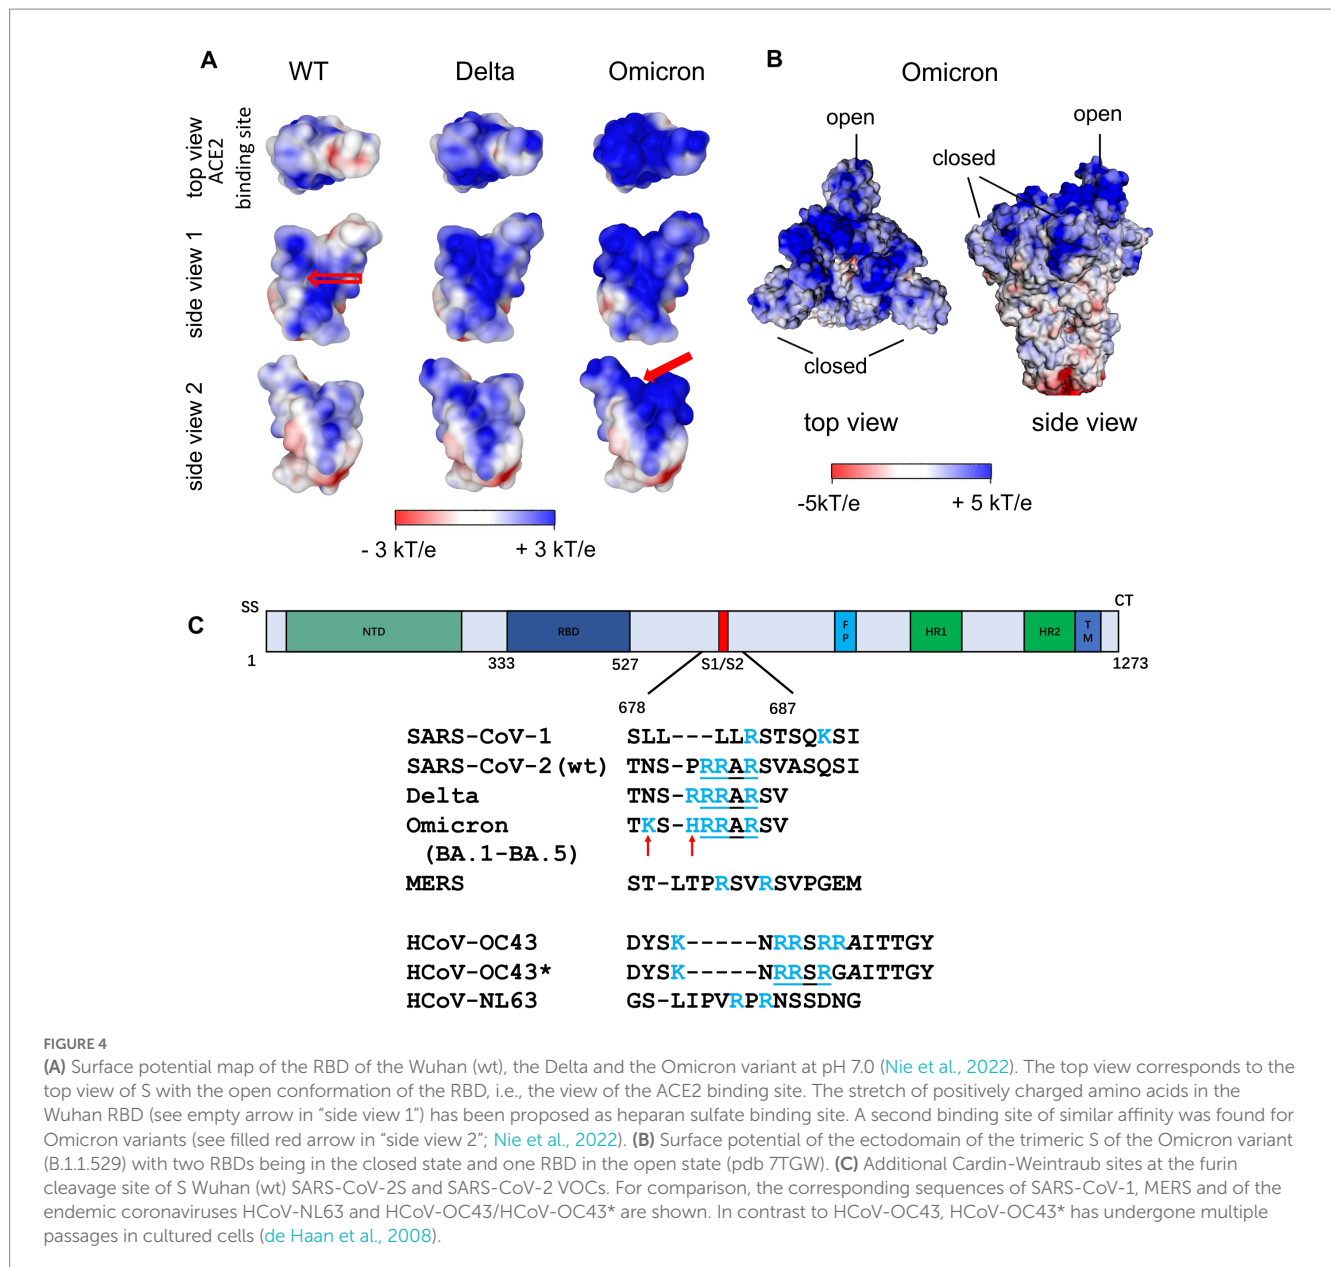 A
WT
Delta
Omicron
top view
ACE2
binding site
side view 1
side view 2
- 3 kT/e
+ 3 kT/e
B
Omicron
open
open
closed
closed
top view
side view
-5kT/e
+ 5 kT/e
C
SS
CT
NTD
RBD
FP
HR1
HR2
TM
1
333
527
S1/S2
1273
678
687
SARS-CoV-1 SLL---LLRSTSQKSI
SARS-CoV-2(wt) TNS-PRRARSVASQSI
Delta TNS-RRRARSV
Omicron TKS-HRRARSV
(BA.1-BA.5)
MERS ST-LTPRSVRSVPGEM
HCoV-OC43 DYSK-----NRRSRRAITTGY
HCoV-OC43* DYSK-----NRRSRGAITTGY
HCoV-NL63 GS-LIPVRPRNSSDNG
FIGURE 4
(A) Surface potential map of the RBD of the Wuhan (wt), the Delta and the Omicron variant at pH 7.0 (Nie et al., 2022). The top view corresponds to the
top view of S with the open conformation of the RBD, i.e., the view of the ACE2 binding site. The stretch of positively charged amino acids in the
Wuhan RBD (see empty arrow in “side view 1”) has been proposed as heparan sulfate binding site. A second binding site of similar affinity was found for
Omicron variants (see filled red arrow in “side view 2”; Nie et al., 2022). (B) Surface potential of the ectodomain of the trimeric S of the Omicron variant
(B.1.1.529) with two RBDs being in the closed state and one RBD in the open state (pdb 7TGW). (C) Additional Cardin-Weintraub sites at the furin
cleavage site of S Wuhan (wt) SARS-CoV-2S and SARS-CoV-2 VOCs. For comparison, the corresponding sequences of SARS-CoV-1, MERS and of the
endemic coronaviruses HCoV-NL63 and HCoV-OC43/HCoV-OC43* are shown. In contrast to HCoV-OC43, HCoV-OC43* has undergone multiple
passages in cultured cells (de Haan et al., 2008).